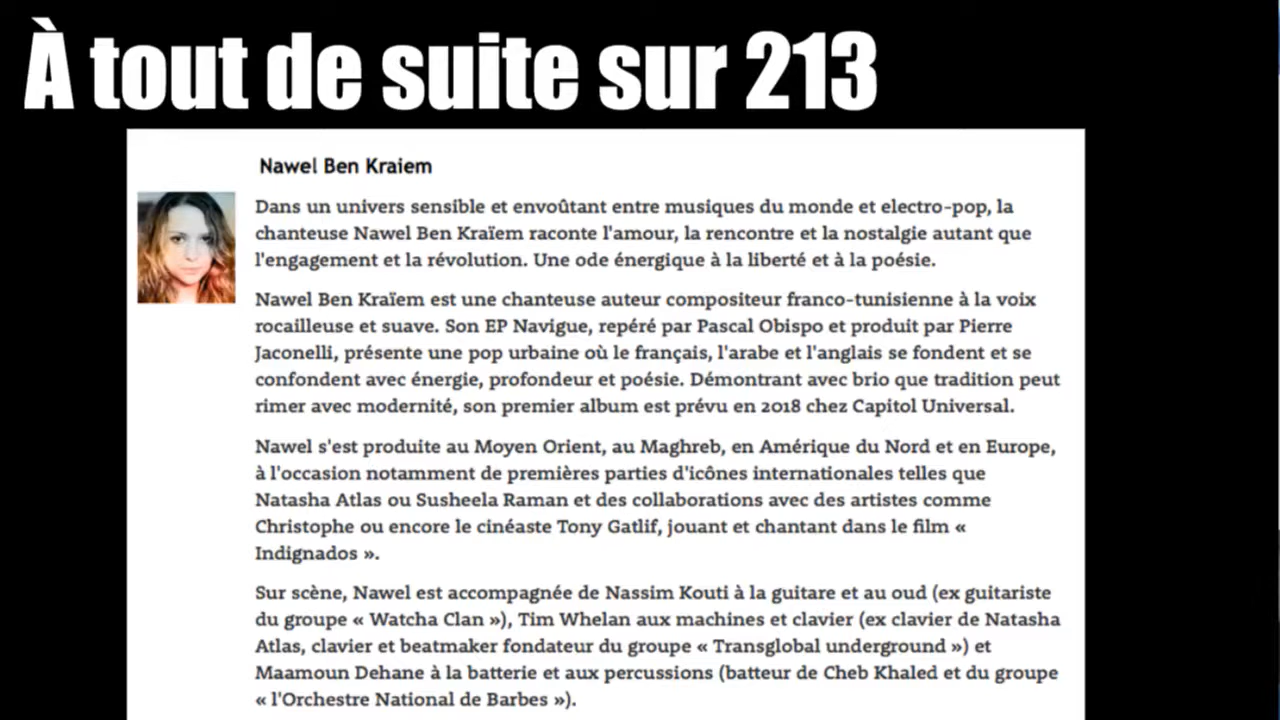 À tout de suite sur 213
Nawel Ben Kraiem
Dans un univers sensible et envoûtant entre musiques du monde et electro-pop, la
chanteuse Nawel Ben Kraïem raconte l'amour, la rencontre et la nostalgie autant que
l'engagement et la révolution. Une ode énergique à la liberté et à la poésie.
Nawel Ben Kraïem est une chanteuse auteur compositeur franco-tunisienne à la voix
rocailleuse et suave. Son EP Navigue, repéré par Pascal Obispo et produit par Pierre
Jaconelli, présente une pop urbaine où le français, l'arabe et l'anglais se fondent et se
confondent avec énergie, profondeur et poésie. Démontrant avec brio que tradition peut
rimer avec modernité, son premier album est prévu en 2018 chez Capitol Universal.
Nawel s'est produite au Moyen Orient, au Maghreb, en Amérique du Nord et en Europe,
à l'occasion notamment de premières parties d'icônes internationales telles que
Natasha Atlas ou Susheela Raman et des collaborations avec des artistes comme
Christophe ou encore le cinéaste Tony Gatlif, jouant et chantant dans le film «
Indignados ».
Sur scène, Nawel est accompagnée de Nassim Kouti à la guitare et au oud (ex guitariste
du groupe « Watcha Clan »), Tim Whelan aux machines et clavier (ex clavier de Natasha
Atlas, clavier et beatmaker fondateur du groupe « Transglobal underground ») et
Maamoun Dehane à la batterie et aux percussions (batteur de Cheb Khaled et du groupe
« l'Orchestre National de Barbes »).